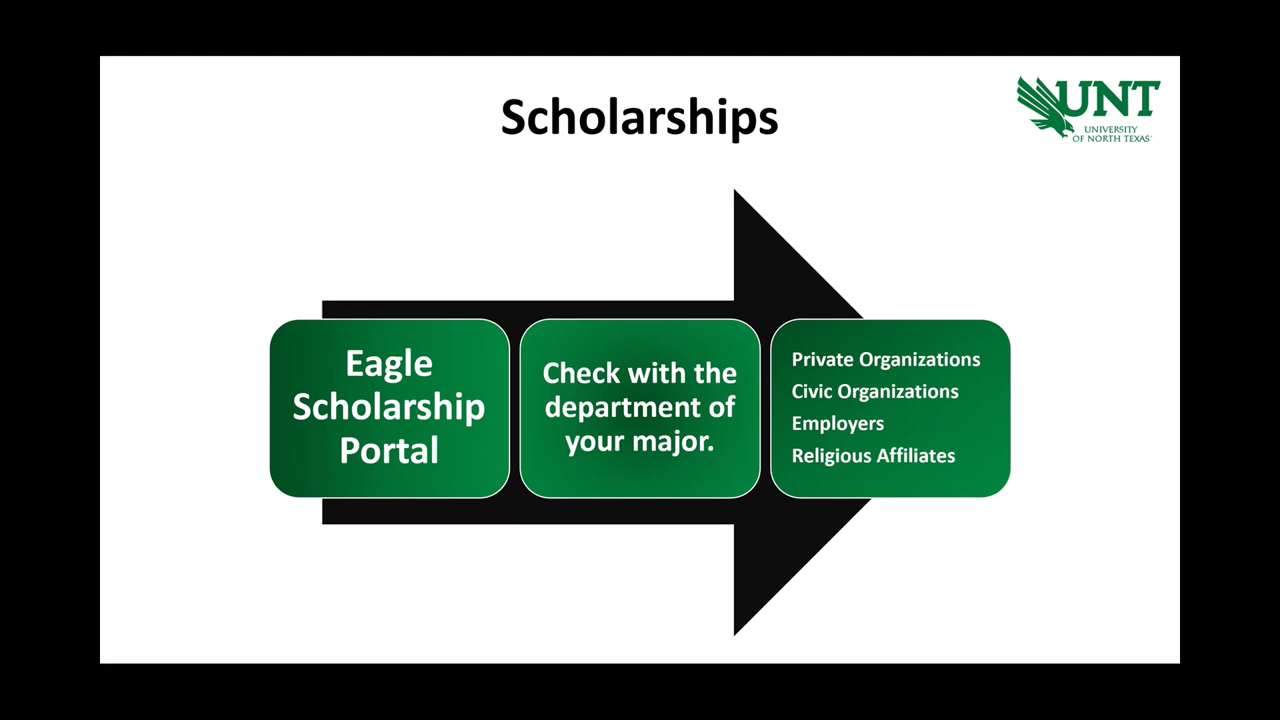 Scholarships
UNT
UNIVERSITY
OF NORTH TEXAS
Eagle
Scholarship
Portal
Check with the
department of
your major.
Private Organizations
Civic Organizations
Employers
Religious Affiliates